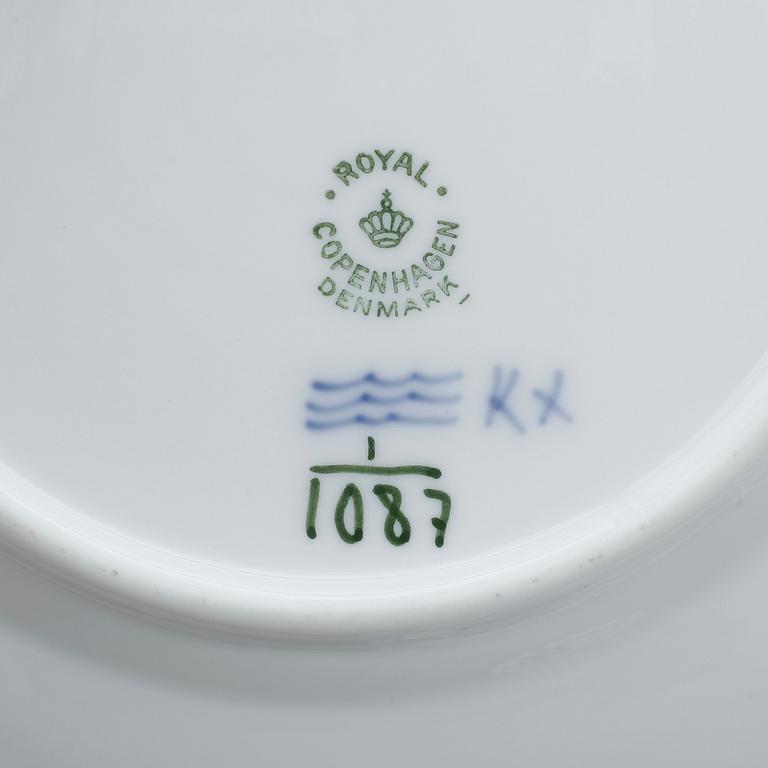 ROYAL
COPENHAGEN
DENMARK
KX
1
1087